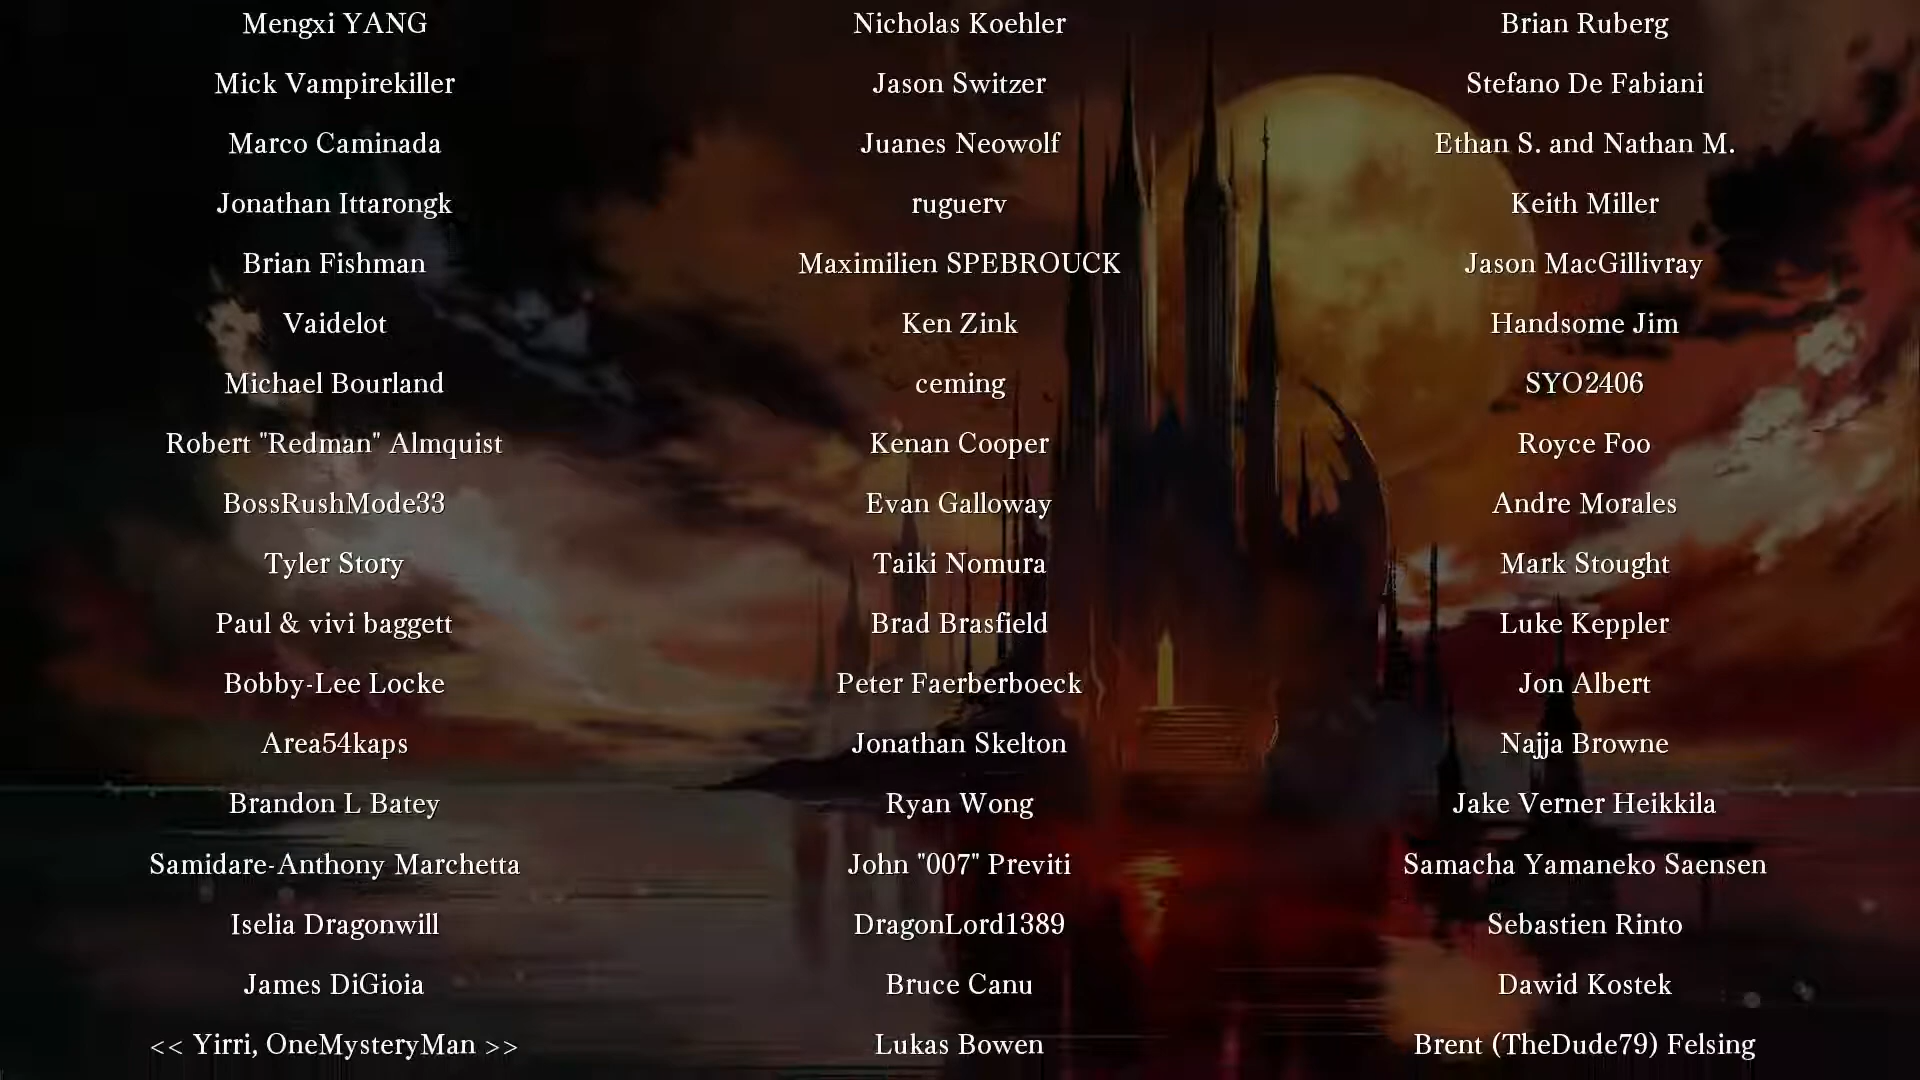 Mengxi YANG Nicholas Koehler Brian Ruberg
Mick Vampirekiller Jason Switzer Stefano De Fabiani
Marco Caminada Juanes Neowolf Ethan S. and Nathan M.
Jonathan Ittarongk ruguerv Keith Miller
Brian Fishman Maximilien SPEBROUCK Jason MacGillivray
Vaidelot Ken Zink Handsome Jim
Michael Bourland ceming SYO2406
Robert "Redman" Almquist Kenan Cooper Royce Foo
BossRushMode33 Evan Galloway Andre Morales
Tyler Story Taiki Nomura Mark Stought
Paul & vivi baggett Brad Brasfield Luke Keppler
Bobby-Lee Locke Peter Faerberboeck Jon Albert
Area54kaps Jonathan Skelton Najja Browne
Brandon L Batey Ryan Wong Jake Verner Heikkila
Samidare-Anthony Marchetta John "007" Previti Samacha Yamaneko Saensen
Iselia Dragonwill DragonLord1389 Sebastien Rinto
James DiGioia Bruce Canu Dawid Kostek
<< Yirri, OneMysteryMan >> Lukas Bowen Brent (TheDude79) Felsing